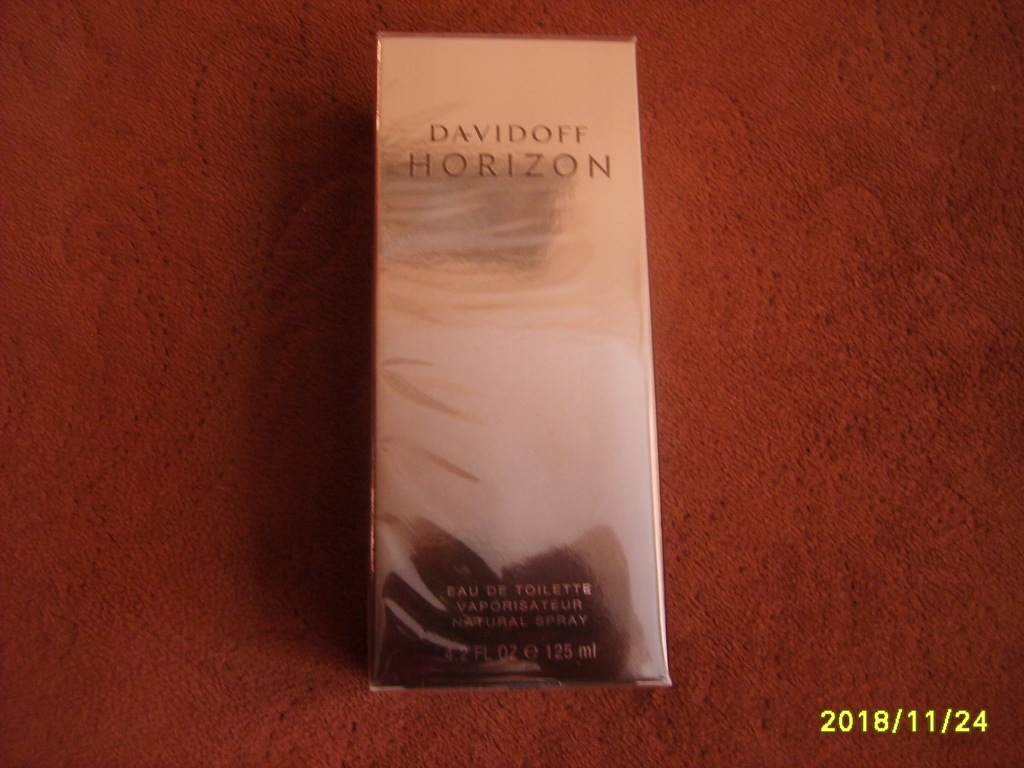 DAVIDOFF
HORIZON
EAU DE TOILETTE
VAPORISATEUR
NATURAL SPRAY
4.2 FL.OZ ℮ 125 ml
2018/11/24